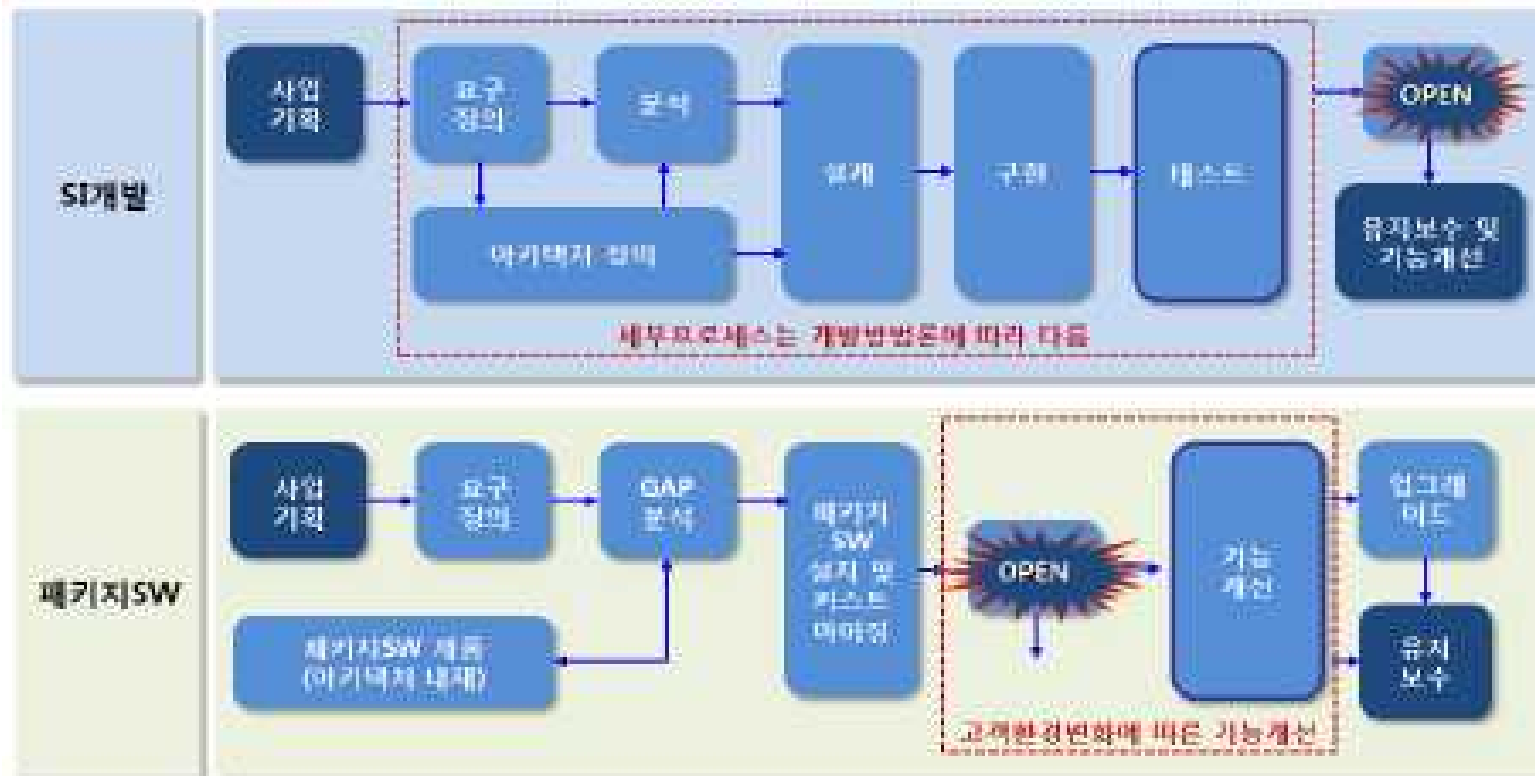 SI개발
사업
기획
요구
정의
분석
아키텍처 정의
설계
구현
테스트
OPEN
유지보수 및
기능개선
세부프로세스는 개발방법론에 따라 다름
패키지SW
사업
기획
요구
정의
GAP
분석
패키지SW 제품
(아키텍처 내재)
패키지
SW
설치 및
커스트
마이징
OPEN
기능
개선
고객환경변화에 따른 기능개선
업그레
이드
유지
보수